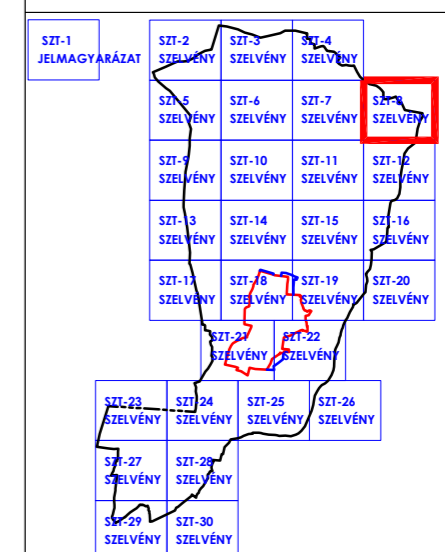 SZT-1
JELMAGYARÁZAT
SZT-2
SZELVÉNY
SZT-3
SZELVÉNY
SZT-4
SZELVÉNY
SZT-5
SZELVÉNY
SZT-6
SZELVÉNY
SZT-7
SZELVÉNY
SZT-8
SZELVÉNY
SZT-9
SZELVÉNY
SZT-10
SZELVÉNY
SZT-11
SZELVÉNY
SZT-12
SZELVÉNY
SZT-13
SZELVÉNY
SZT-14
SZELVÉNY
SZT-15
SZELVÉNY
SZT-16
SZELVÉNY
SZT-17
SZELVÉNY
SZT-18
SZELVÉNY
SZT-19
SZELVÉNY
SZT-20
SZELVÉNY
SZT-21
SZELVÉNY
SZT-22
SZELVÉNY
SZT-23
SZELVÉNY
SZT-24
SZELVÉNY
SZT-25
SZELVÉNY
SZT-26
SZELVÉNY
SZT-27
SZELVÉNY
SZT-28
SZELVÉNY
SZT-29
SZELVÉNY
SZT-30
SZELVÉNY